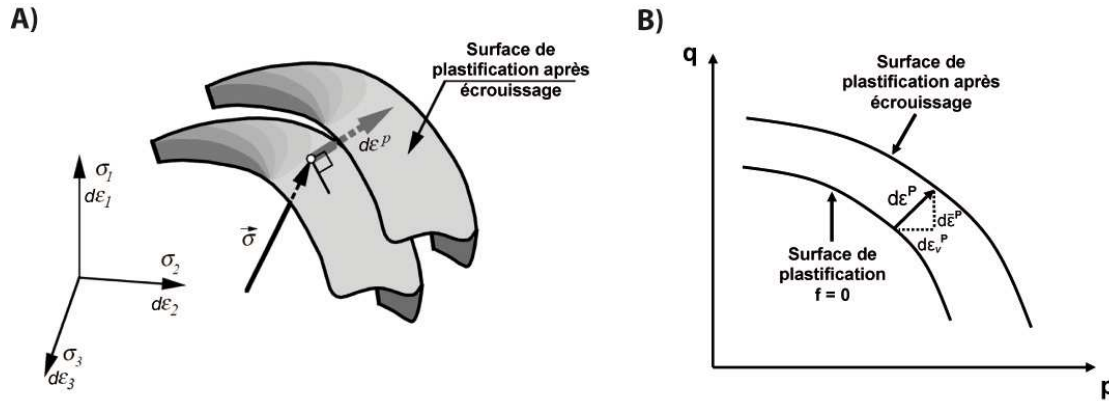 A)
Surface de
plastification après
écrouissage
dεᵖ
σ₁
dε₁
σ⃗
σ₂
dε₂
σ₃
dε₃
B)
q
Surface de
plastification après
écrouissage
dεᴾ
dε̄ᴾ
dεᵥᴾ
Surface de
plastification
f = 0
p